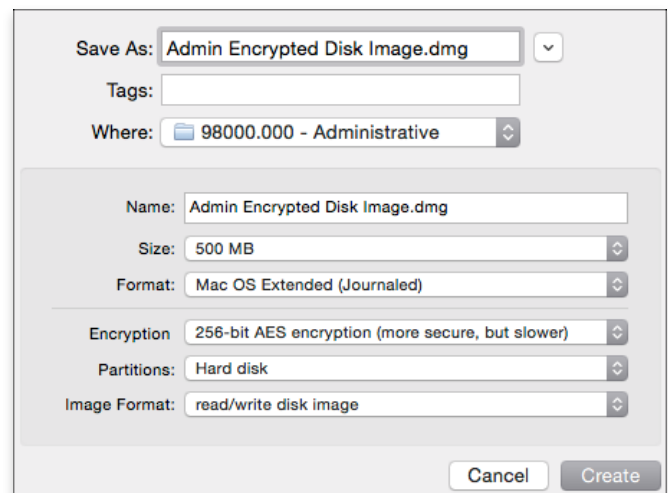 Save As: Admin Encrypted Disk Image.dmg
Tags:
Where: 98000.000 - Administrative
Name: Admin Encrypted Disk Image.dmg
Size: 500 MB
Format: Mac OS Extended (Journaled)
Encryption 256-bit AES encryption (more secure, but slower)
Partitions: Hard disk
Image Format: read/write disk image
Cancel Create